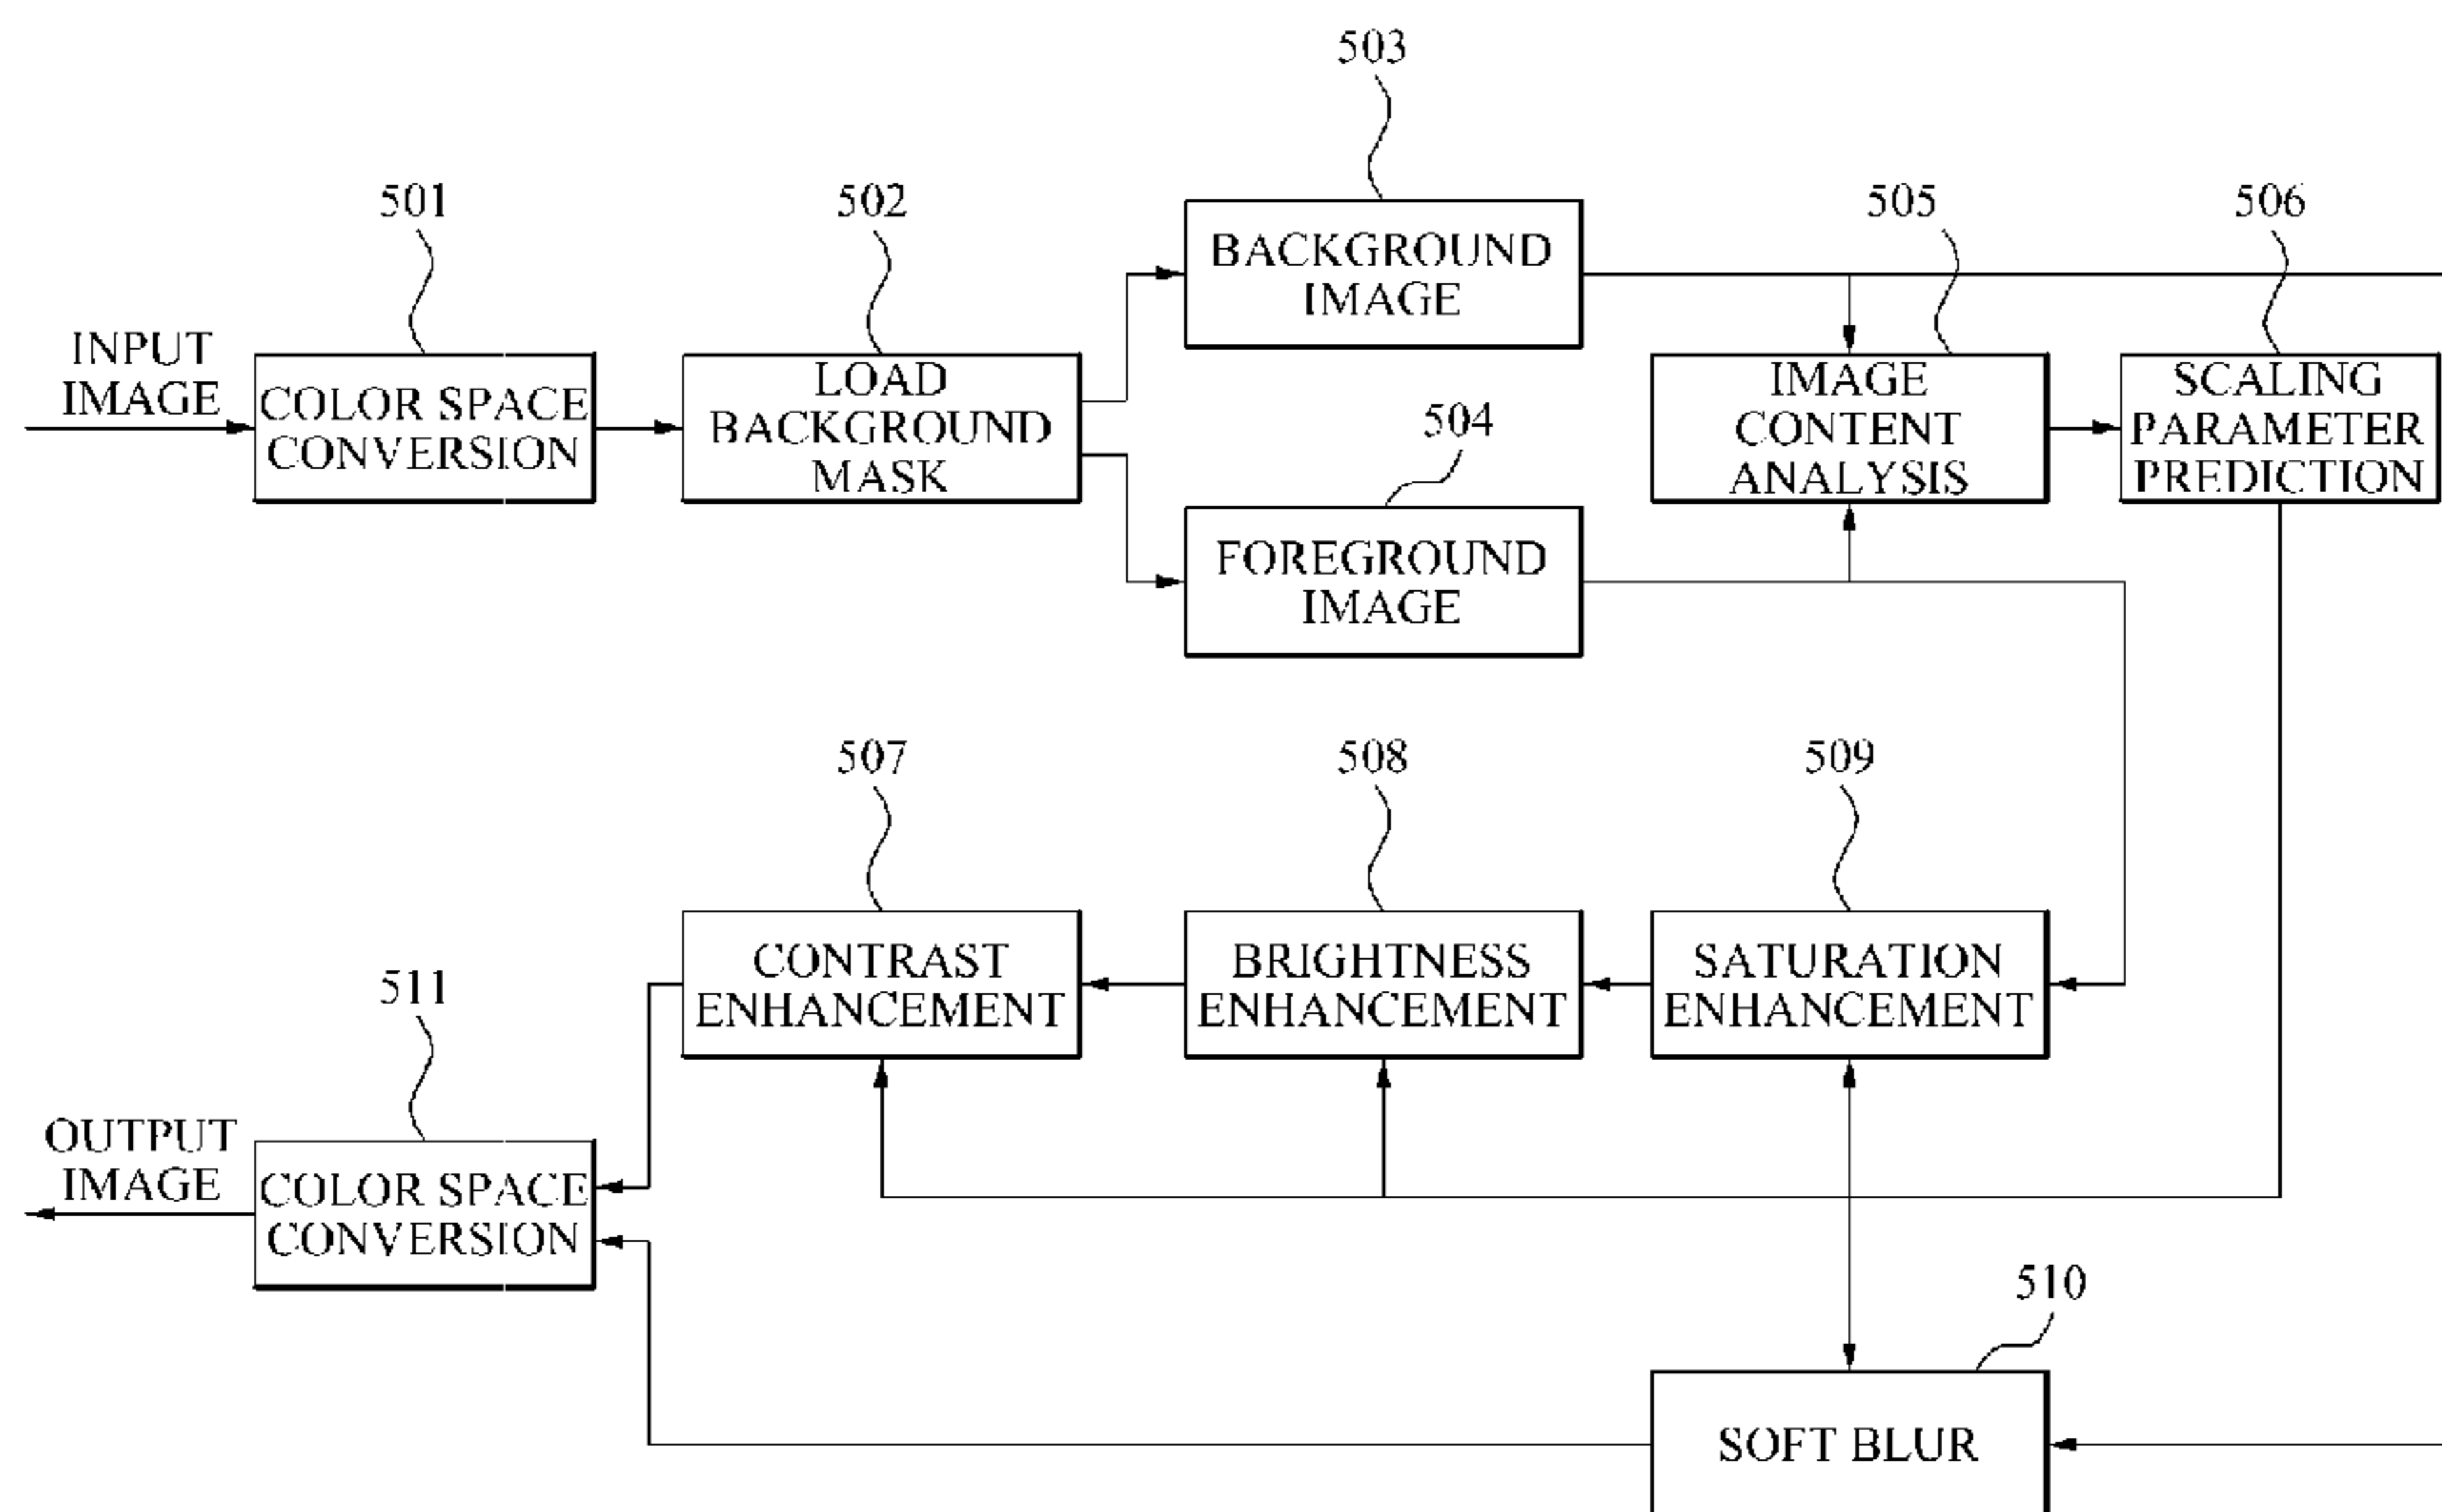 503
501
502
505
506
BACKGROUND
IMAGE
INPUT
IMAGE
COLOR SPACE
CONVERSION
LOAD
BACKGROUND
MASK
IMAGE
CONTENT
ANALYSIS
SCALING
PARAMETER
PREDICTION
504
FOREGROUND
IMAGE
507
508
509
CONTRAST
ENHANCEMENT
BRIGHTNESS
ENHANCEMENT
SATURATION
ENHANCEMENT
511
OUTPUT
IMAGE
COLOR SPACE
CONVERSION
510
SOFT BLUR